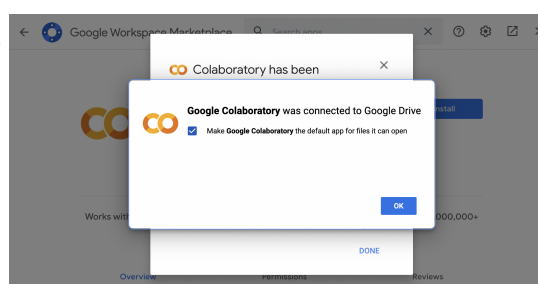 Google Workspace Marketplace
Search apps
Colaboratory has been
Google Colaboratory was connected to Google Drive
Make Google Colaboratory the default app for files it can open
OK
Install
Works with
,000,000+
DONE
Overview
Permissions
Reviews